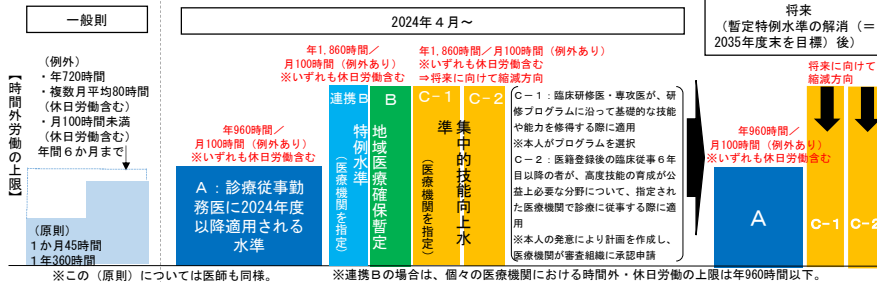 一般則
2024年４月～
将来
（暫定特例水準の解消（＝
2035年度末を目標）後）
【時間外労働の上限】
（例外）
・年720時間
・複数月平均80時間
（休日労働含む）
・月100時間未満
（休日労働含む）
年間６か月まで
（原則）
１か月45時間
１年360時間
年960時間／
月100時間（例外あり）
※いずれも休日労働含む
Ａ：診療従事勤
務医に2024年度
以降適用される
水準
年1,860時間／
月100時間（例外あり）
※いずれも休日労働含む
連携Ｂ
Ｂ
地域医療確保暫定
特例水準
（医療機関を指定）
年1,860時間／月100時間（例外あり）
※いずれも休日労働含む
⇒将来に向けて縮減方向
Ｃ－１
Ｃ－２
集中的技能向上水
準
（医療機関を指定）
Ｃ－１：臨床研修医・専攻医が、研
修プログラムに沿って基礎的な技能
や能力を修得する際に適用
※本人がプログラムを選択
Ｃ－２：医籍登録後の臨床従事６年
目以降の者が、高度技能の育成が公
益上必要な分野について、指定され
た医療機関で診療に従事する際に適
用
※本人の発意により計画を作成し、
医療機関が審査組織に承認申請
将来に向けて
縮減方向
年960時間／
月100時間（例外あり）
※いずれも休日労働含む
Ａ
Ｃ－１
Ｃ－２
※この（原則）については医師も同様。
※連携Ｂの場合は、個々の医療機関における時間外・休日労働の上限は年960時間以下。